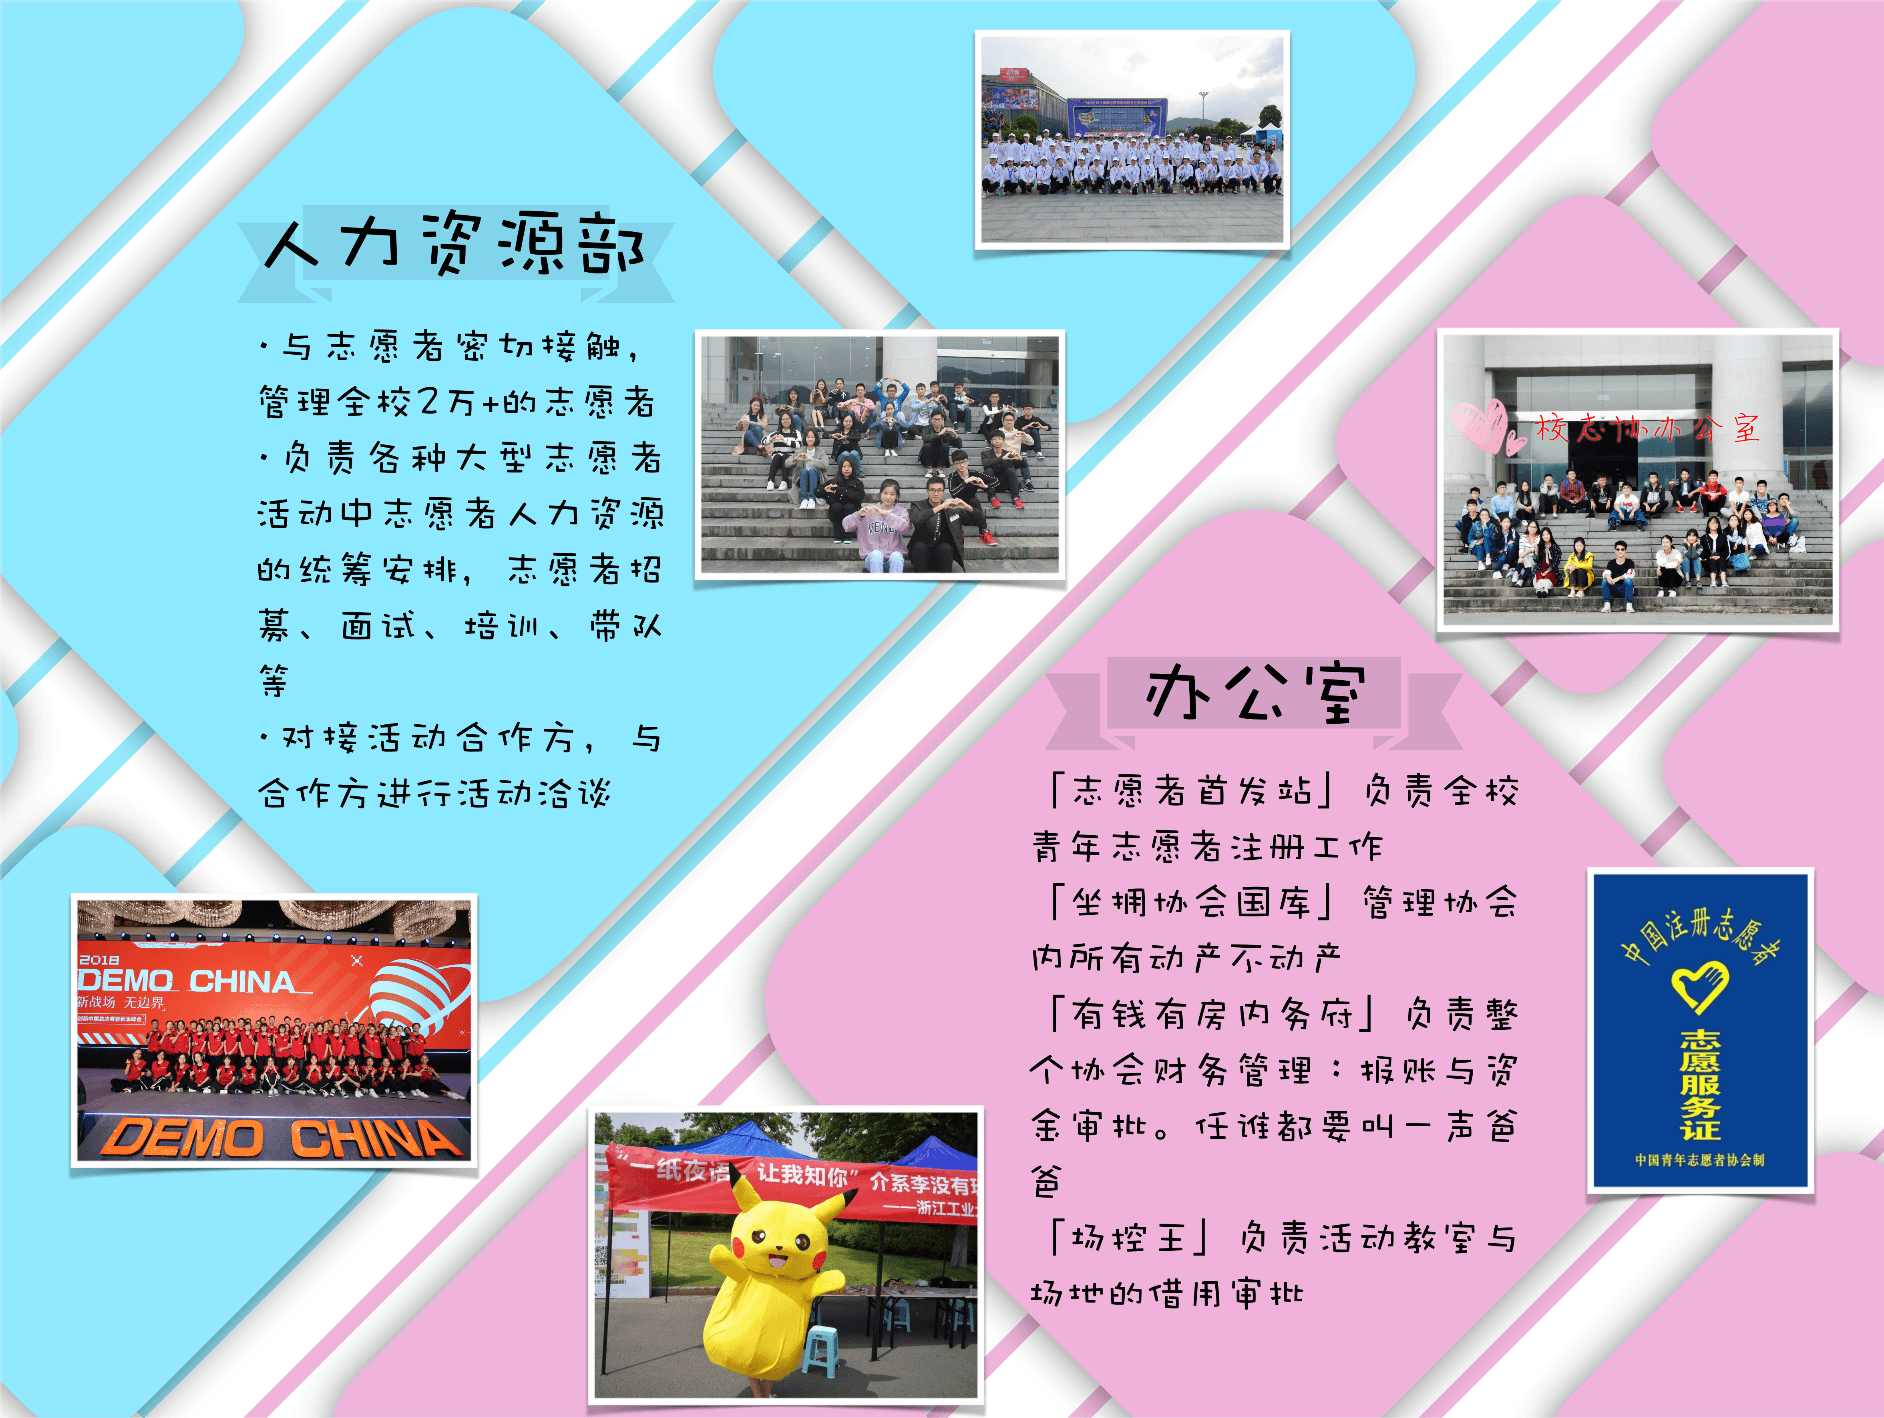 人力资源部
·与志愿者密切接触，
管理全校2万+的志愿者
·负责各种大型志愿者
活动中志愿者人力资源
的统筹安排，志愿者招
募、面试、培训、带队
等
·对接活动合作方，与
合作方进行活动洽谈
校志协办公室
办公室
「志愿者首发站」负责全校
青年志愿者注册工作
「坐拥协会国库」管理协会
内所有动产不动产
「有钱有房内务府」负责整
个协会财务管理：报账与资
金审批。任谁都要叫一声爸
爸
「场控王」负责活动教室与
场地的借用审批
中国注册志愿者
志愿服务证
中国青年志愿者协会制
2018
DEMO CHINA
新战场 无边界
DEMO CHINA
“一纸夜语，让我知你”
介系李没有
——浙江工业